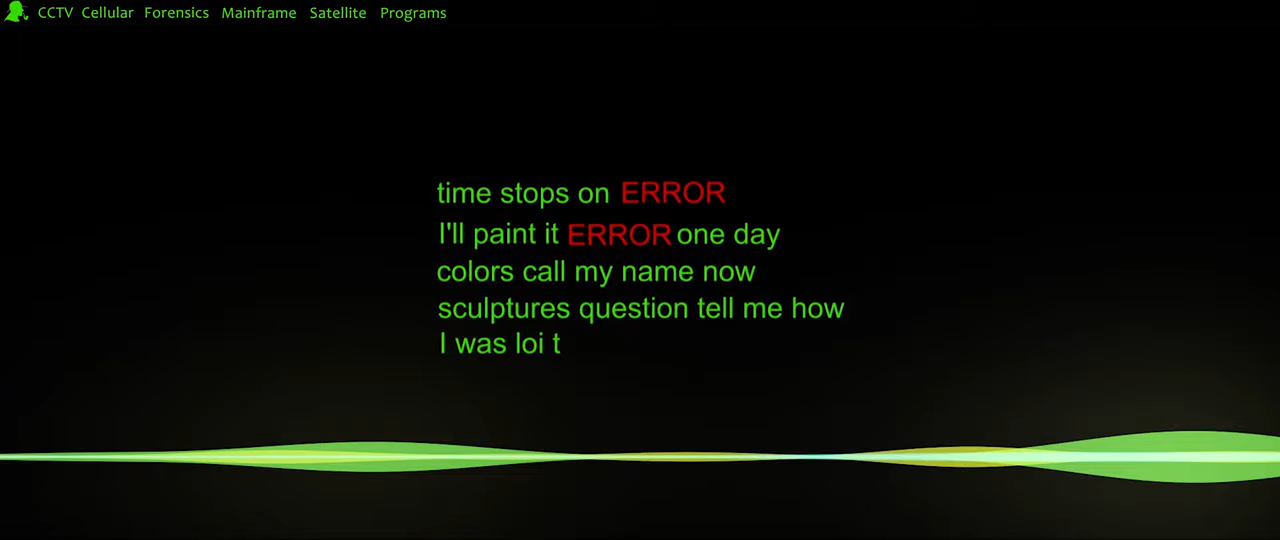 CCTV Cellular Forensics Mainframe Satellite Programs
time stops on ERROR
I'll paint it ERROR one day
colors call my name now
sculptures question tell me how
I was loi t